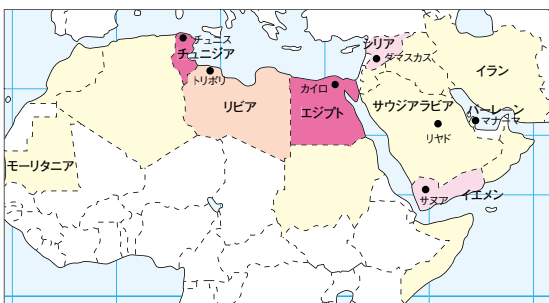 チュニス
チュニジア
トリポリ
リビア
カイロ
エジプト
シリア
ダマスカス
イラン
サウジアラビア
バーレーン
マナーマ
リヤド
モーリタニア
サヌア
イエメン